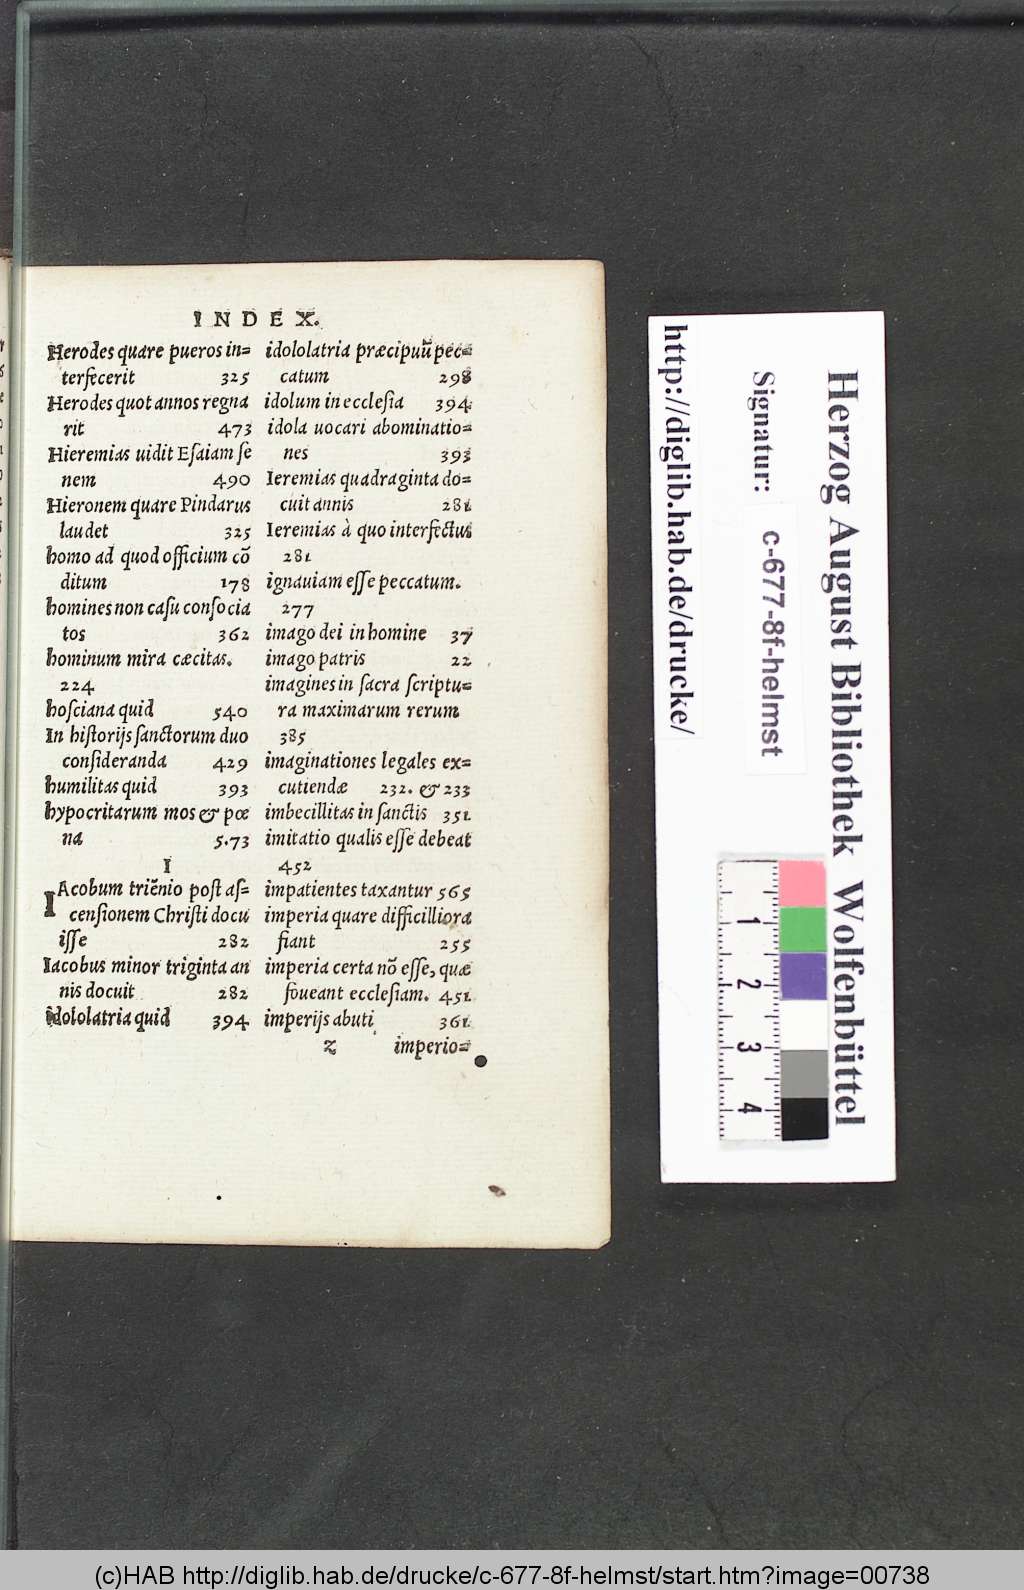 INDEX.
Herodes quare pueros in=
terfecerit 325
Herodes quot annos regna
rit 473
Hieremias uidit Esaiam se
nem 490
Hieronem quare Pindarus
laudet 325
homo ad quod officium cõ
ditum 178
homines non casu consocia
tos 362
hominum mira cæcitas.
224
hosciana quid 540
In historijs sanctorum duo
consideranda 429
humilitas quid 393
hypocritarum mos & pœ
na 5.73
I
IAcobum triẽnio post as=
censionem Christi docu
isse 282
Iacobus minor triginta an
nis docuit 282
idololatria quid 394
idololatria præcipuũ pec=
catum 298
idolum in ecclesia 394
idola uocari abominatio=
nes 393
Ieremias quadraginta do=
cuit annis 281
Ieremias à quo interfectus
281
ignauiam esse peccatum.
277
imago dei in homine 37
imago patris 22
imagines in sacra scriptu=
ra maximarum rerum
385
imaginationes legales ex=
cutiendæ 232. & 233
imbecillitas in sanctis 351
imitatio qualis esse debeat
452
impatientes taxantur 565
imperia quare difficiliora
fiant 255
imperia certa nõ esse, quæ
foueant ecclesiam. 451
imperijs abuti 361
Z imperio=
http://diglib.hab.de/drucke/
Signatur: c-677-8f-helmst
Herzog August Bibliothek Wolfenbüttel
1 2 3 4
(c)HAB http://diglib.hab.de/drucke/c-677-8f-helmst/start.htm?image=00738